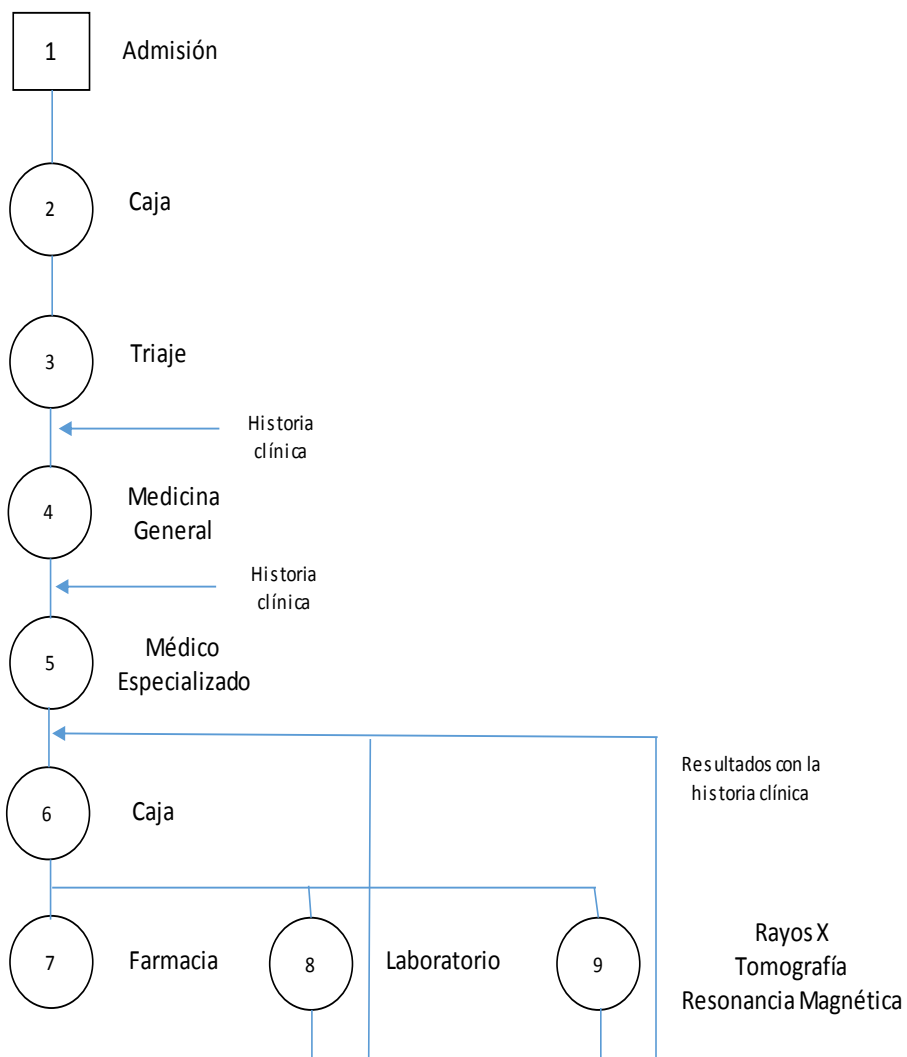 1 Admisión
2 Caja
3 Triaje
Historia
clínica
4 Medicina
General
Historia
clínica
5 Médico
Especializado
Resultados con la
historia clínica
6 Caja
7 Farmacia
8 Laboratorio
9 Rayos X
Tomografía
Resonancia Magnética